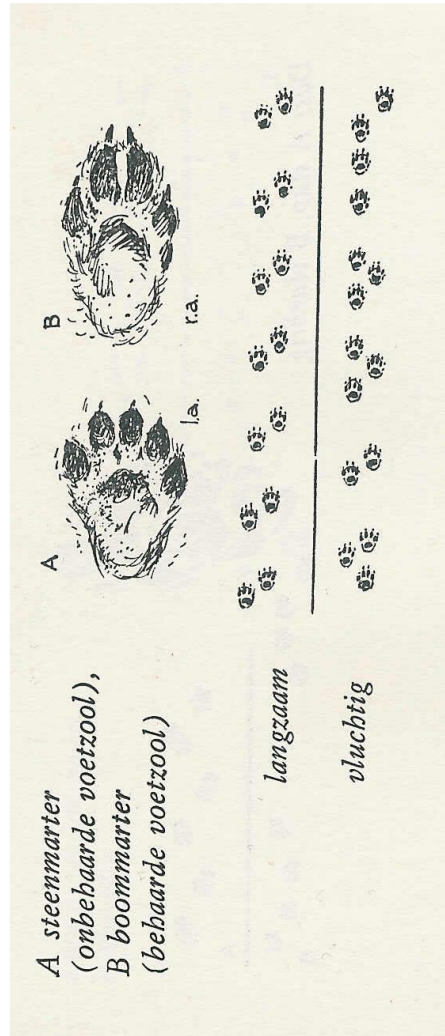 A steenmarter
(onbehaarde voetzool),
B boommarter
(behaarde voetzool)
A
l.a.
B
r.a.
langzaam
vluchtig